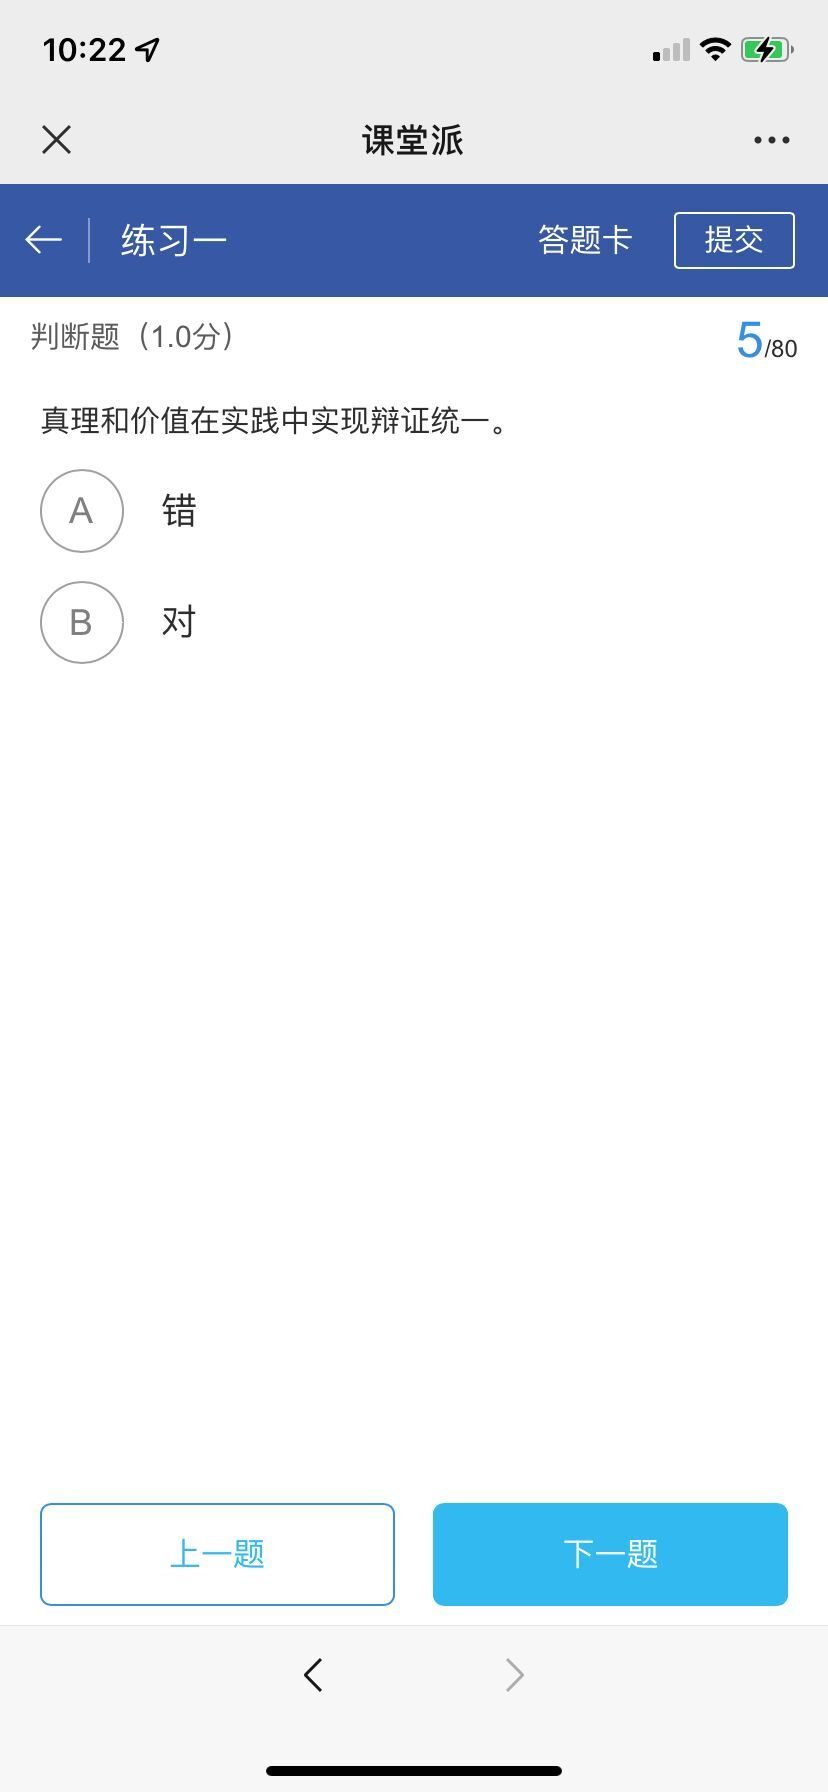 10:22
课堂派
练习一 答题卡 提交
判断题（1.0分） 5/80
真理和价值在实践中实现辩证统一。
A 错
B 对
上一题 下一题